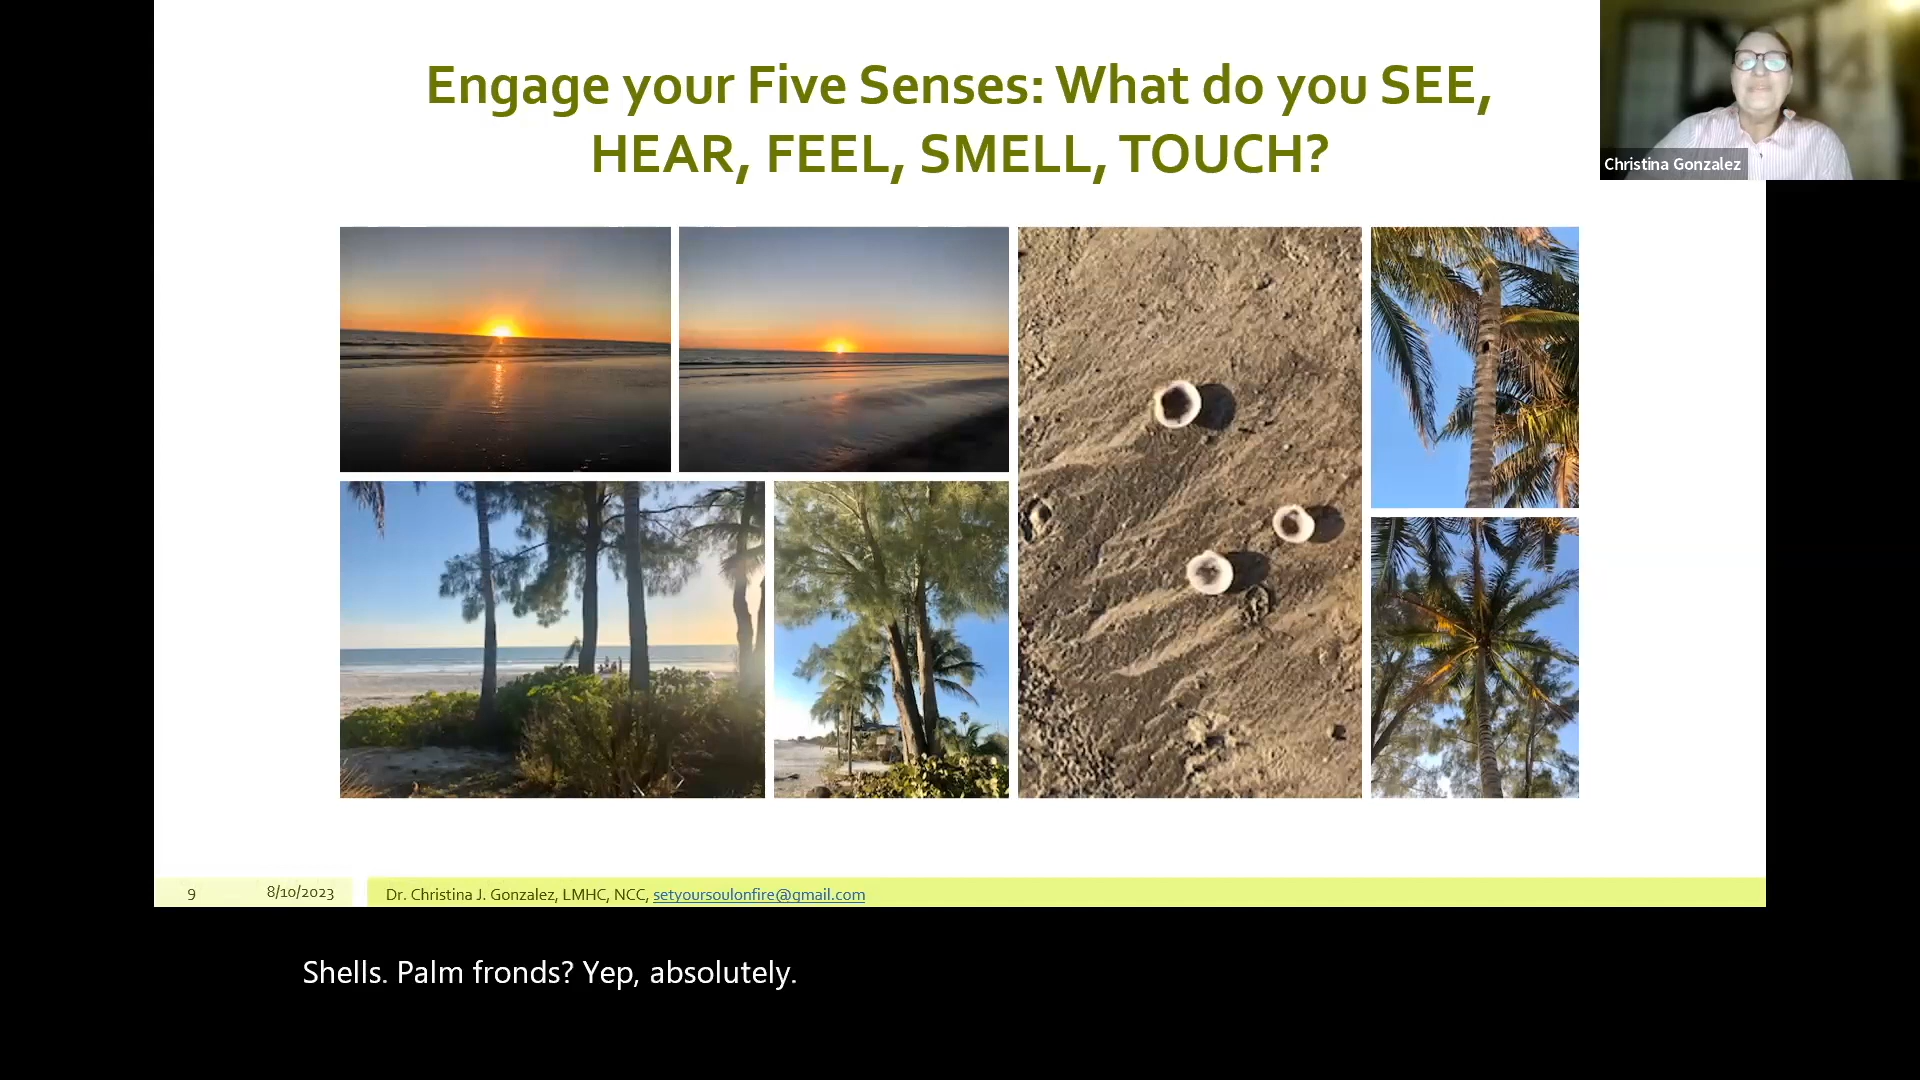 Engage your Five Senses: What do you SEE,
HEAR, FEEL, SMELL, TOUCH?
Christina Gonzalez
9
8/10/2023
Dr. Christina J. Gonzalez, LMHC, NCC, setyoursoulonfire@gmail.com
Shells. Palm fronds? Yep, absolutely.